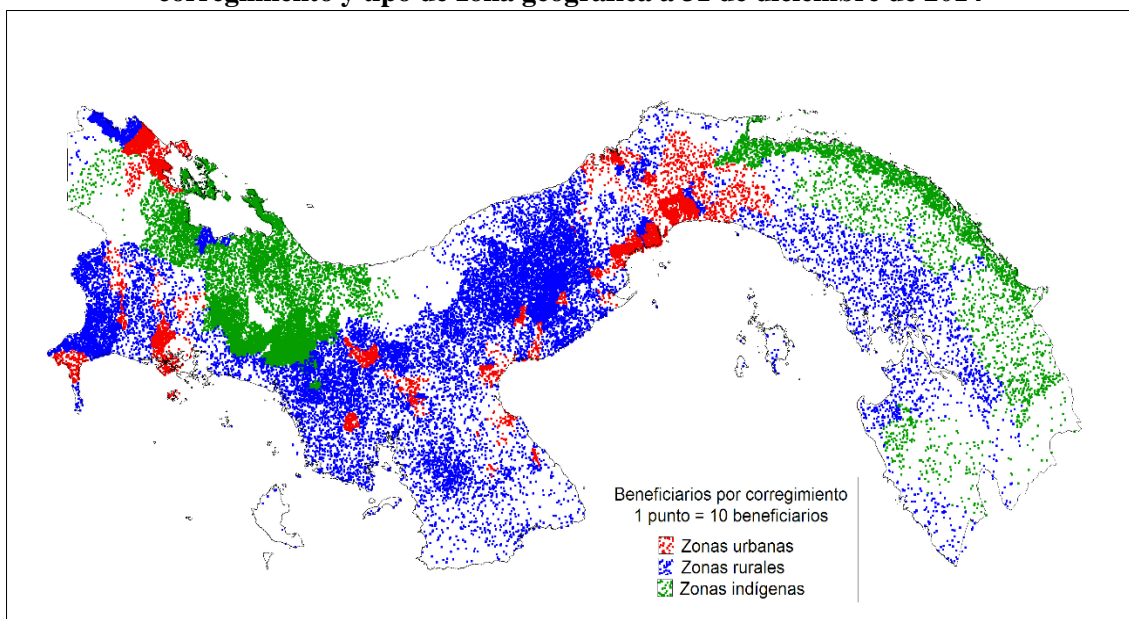 corregimiento y tipo de zona geográfica a 31 de diciembre de 2014
Beneficiarios por corregimiento
1 punto = 10 beneficiarios
Zonas urbanas
Zonas rurales
Zonas indígenas